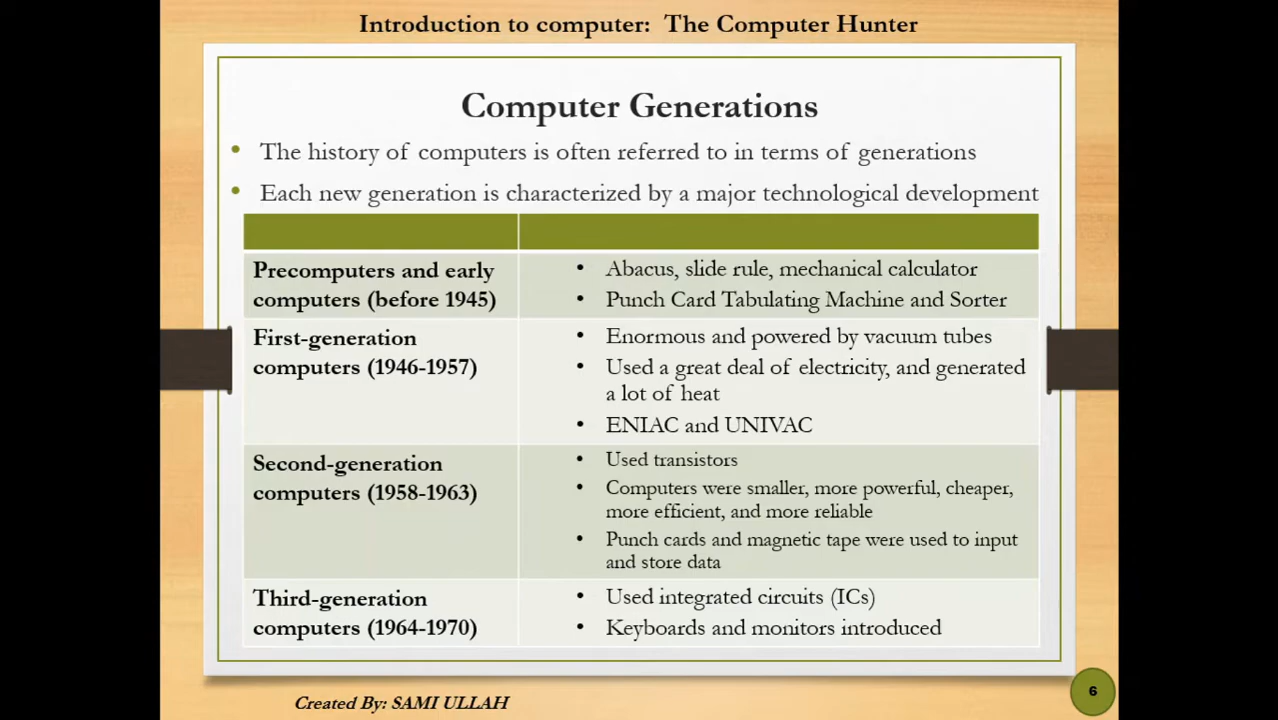 Introduction to computer: The Computer Hunter
Computer Generations
• The history of computers is often referred to in terms of generations
• Each new generation is characterized by a major technological development
Precomputers and early
computers (before 1945)
• Abacus, slide rule, mechanical calculator
• Punch Card Tabulating Machine and Sorter
First-generation
computers (1946-1957)
• Enormous and powered by vacuum tubes
• Used a great deal of electricity, and generated
a lot of heat
• ENIAC and UNIVAC
Second-generation
computers (1958-1963)
• Used transistors
• Computers were smaller, more powerful, cheaper,
more efficient, and more reliable
• Punch cards and magnetic tape were used to input
and store data
Third-generation
computers (1964-1970)
• Used integrated circuits (ICs)
• Keyboards and monitors introduced
Created By: SAMI ULLAH
6